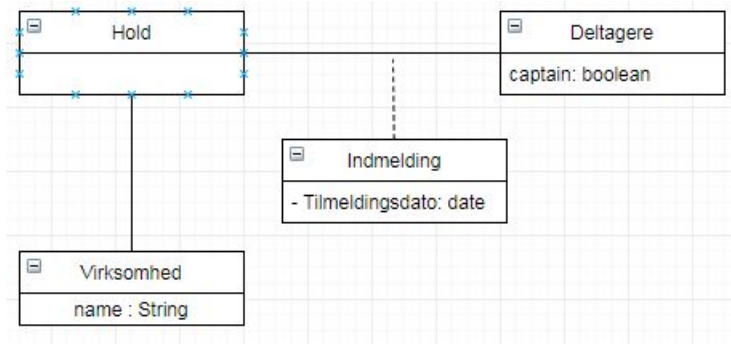 Hold
Deltagere
captain: boolean
Indmelding
- Tilmeldingsdato: date
Virksomhed
name : String